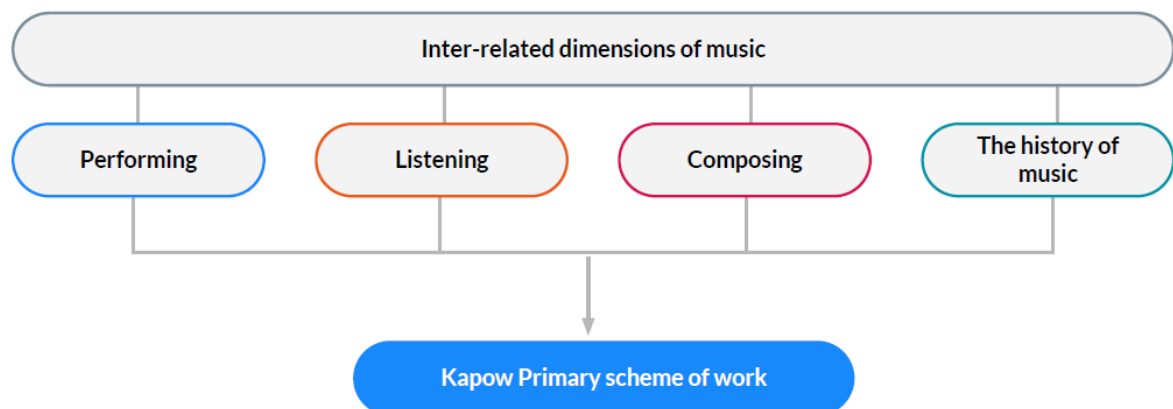 Inter-related dimensions of music
Performing
Listening
Composing
The history of
music
Kapow Primary scheme of work